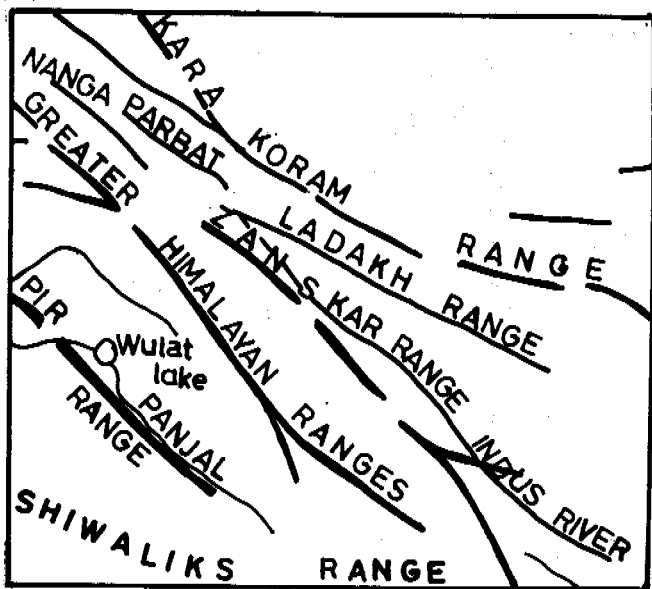 KARA KORAM RANGE
NANGA PARBAT
GREATER HIMALAYAN RANGES
LADAKH RANGE
ZANSKAR RANGE
INDUS RIVER
PIR PANJAL RANGE
Wulat
lake
SHIWALIKS RANGE